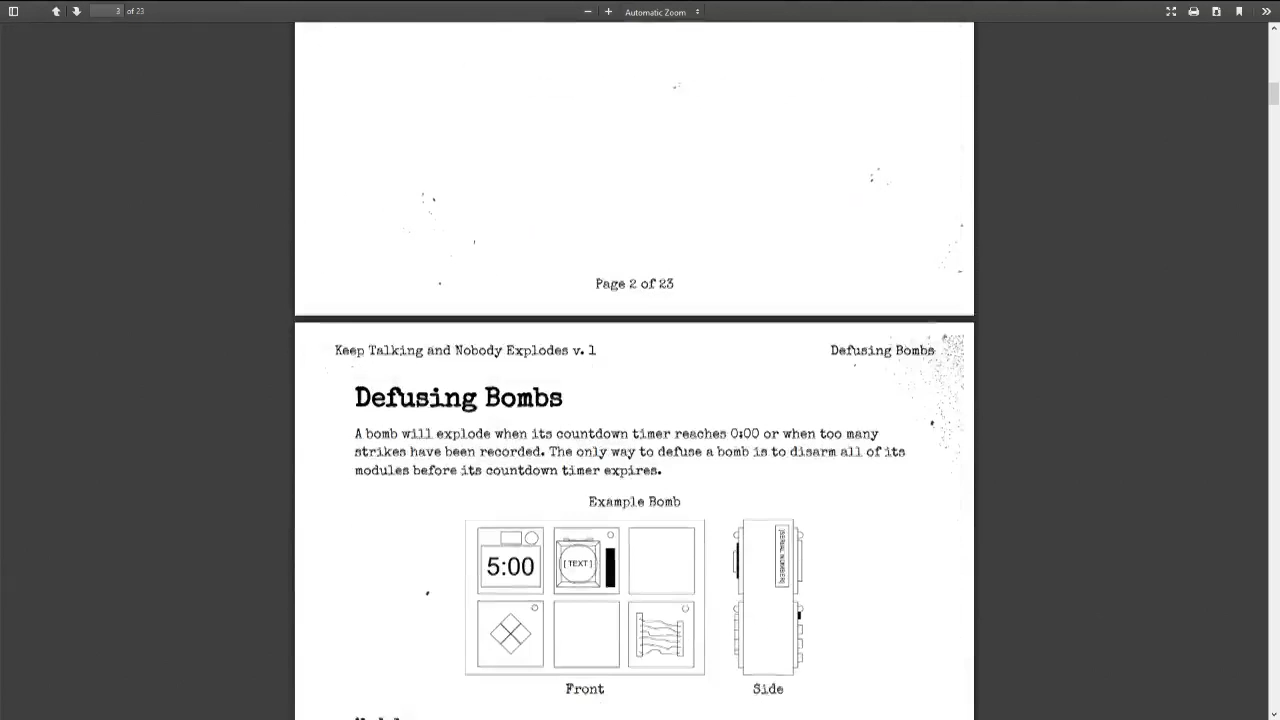 3 of 23
Automatic Zoom
Page 2 of 23
Keep Talking and Nobody Explodes v. 1
Defusing Bombs
Defusing Bombs
A bomb will explode when its countdown timer reaches 0:00 or when too many
strikes have been recorded. The only way to defuse a bomb is to disarm all of its
modules before its countdown timer expires.
Example Bomb
5:00
[ TEXT ]
[SERIAL NUMBER]
Front
Side